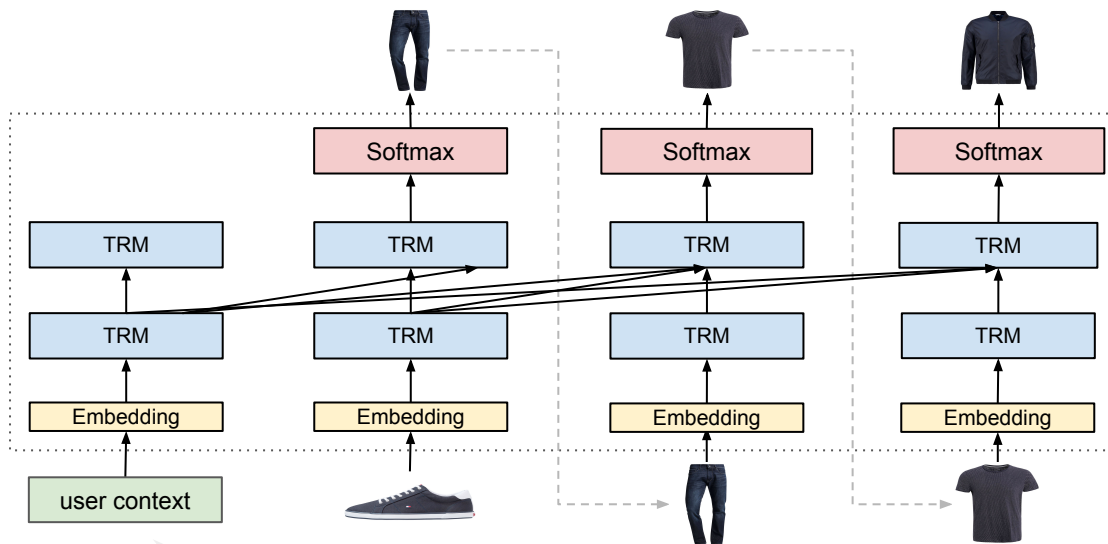 Softmax
Softmax
Softmax
TRM
TRM
TRM
TRM
TRM
TRM
TRM
TRM
Embedding
Embedding
Embedding
Embedding
user context